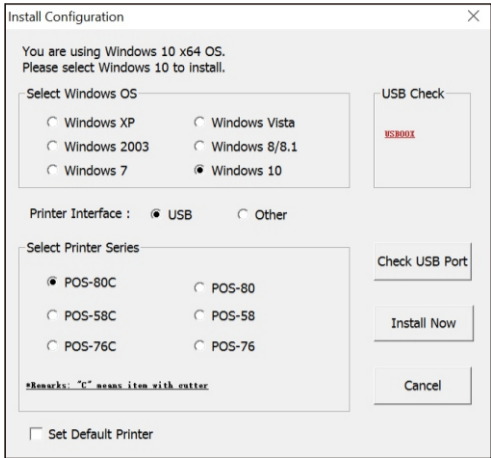 Install Configuration
You are using Windows 10 x64 OS.
Please select Windows 10 to install.
Select Windows OS
USB Check
Windows XP
Windows Vista
Windows 2003
Windows 8/8.1
Windows 7
Windows 10
USB00X
Printer Interface :
USB
Other
Select Printer Series
POS-80C
POS-80
POS-58C
POS-58
POS-76C
POS-76
*Remarks: "C" means item with cutter
Check USB Port
Install Now
Cancel
Set Default Printer